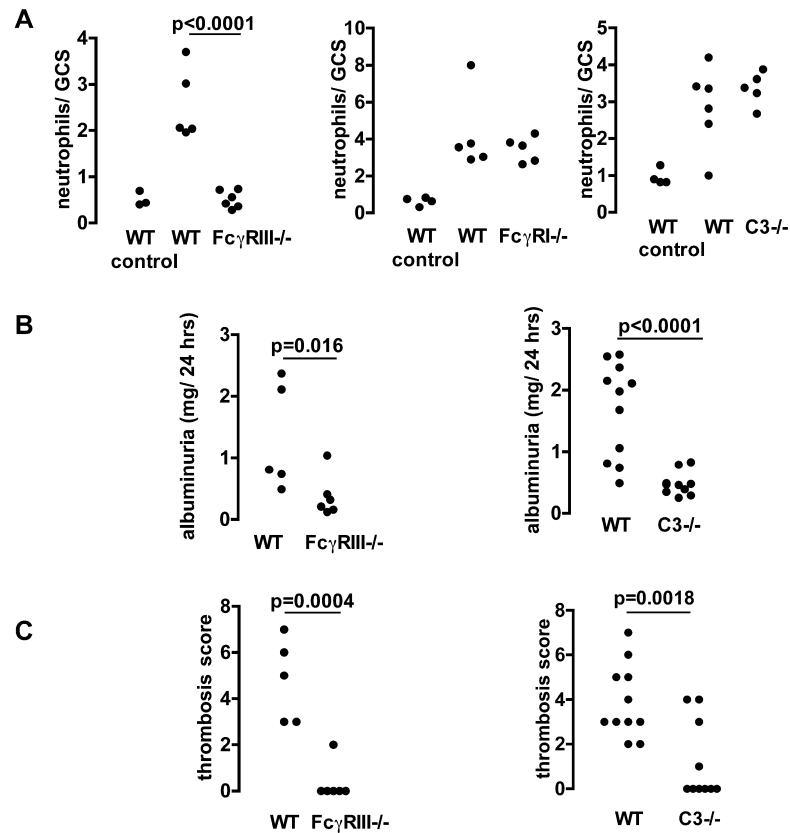 A
p<0.0001
neutrophils/ GCS
4
3
2
1
0
WT
control
WT
FcγRIII-/-
neutrophils/ GCS
10
8
6
4
2
0
WT
control
WT
FcγRI-/-
neutrophils/ GCS
5
4
3
2
1
0
WT
control
WT
C3-/-
B
p=0.016
albuminuria (mg/ 24 hrs)
3
2
1
0
WT
FcγRIII-/-
p<0.0001
albuminuria (mg/ 24 hrs)
3
2
1
0
WT
C3-/-
C
p=0.0004
thrombosis score
8
6
4
2
0
WT
FcγRIII-/-
p=0.0018
thrombosis score
8
6
4
2
0
WT
C3-/-